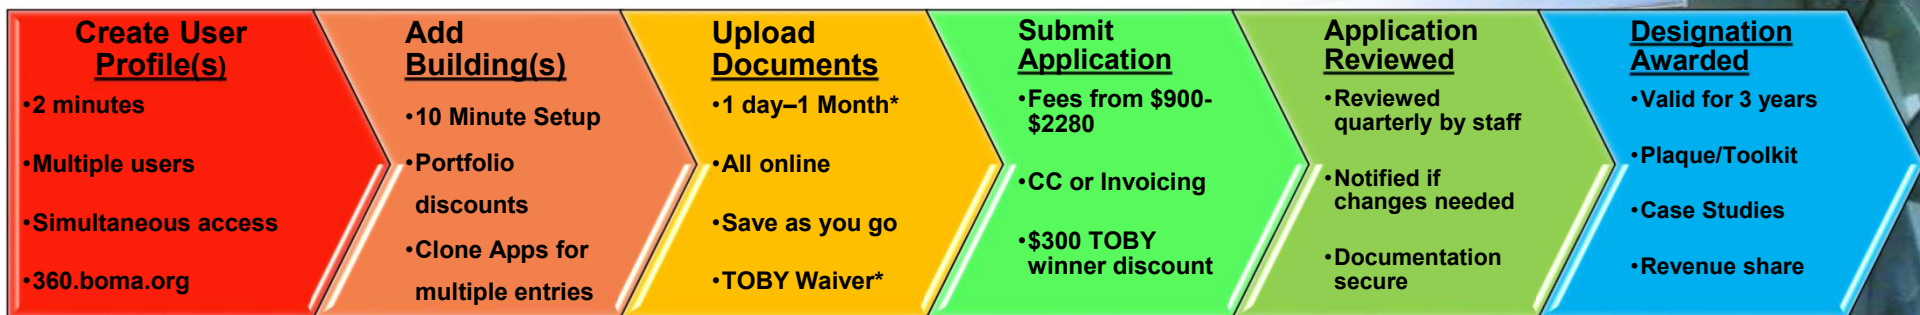 Create User
Profile(s)
•2 minutes
•Multiple users
•Simultaneous access
•360.boma.org
Add
Building(s)
•10 Minute Setup
•Portfolio
discounts
•Clone Apps for
multiple entries
Upload
Documents
•1 day–1 Month*
•All online
•Save as you go
•TOBY Waiver*
Submit
Application
•Fees from $900-
$2280
•CC or Invoicing
•$300 TOBY
winner discount
Application
Reviewed
•Reviewed
quarterly by staff
•Notified if
changes needed
•Documentation
secure
Designation
Awarded
•Valid for 3 years
•Plaque/Toolkit
•Case Studies
•Revenue share